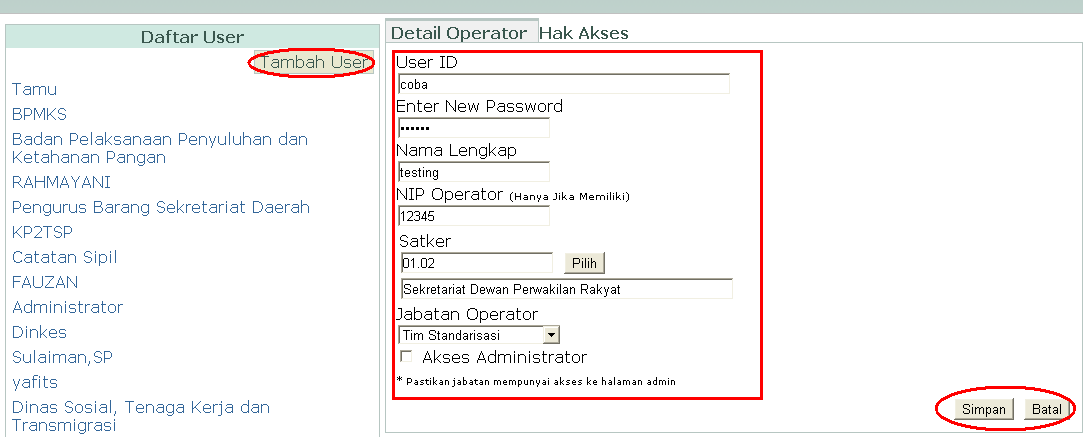 Daftar User
Tambah User
Tamu
BPMKS
Badan Pelaksanaan Penyuluhan dan
Ketahanan Pangan
RAHMAYANI
Pengurus Barang Sekretariat Daerah
KP2TSP
Catatan Sipil
FAUZAN
Administrator
Dinkes
Sulaiman,SP
yafits
Dinas Sosial, Tenaga Kerja dan
Transmigrasi
Detail Operator Hak Akses
User ID
coba
Enter New Password
••••••
Nama Lengkap
testing
NIP Operator (Hanya Jika Memiliki)
12345
Satker
01.02 Pilih
Sekretariat Dewan Perwakilan Rakyat
Jabatan Operator
Tim Standarisasi
Akses Administrator
* Pastikan jabatan mempunyai akses ke halaman admin
Simpan Batal